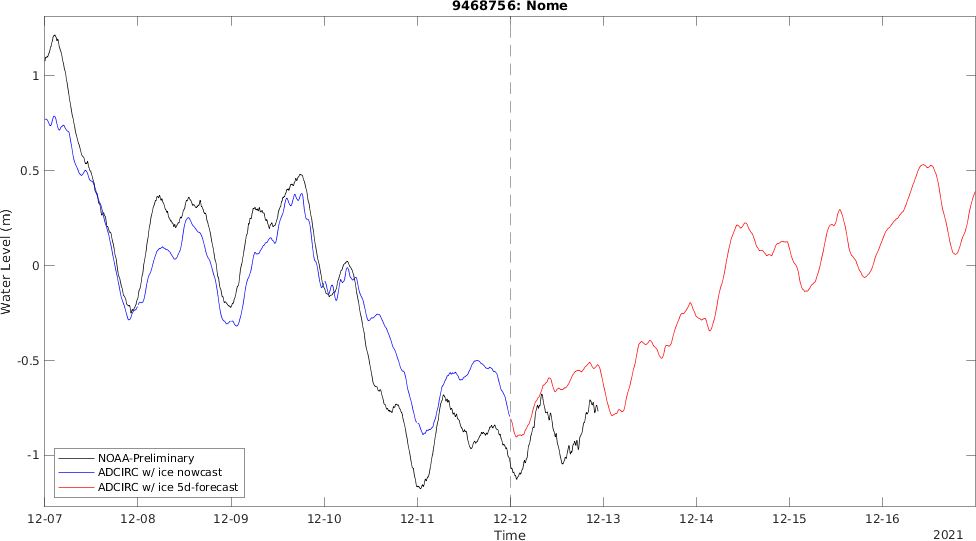 9468756: Nome
Water Level (m)
1
0.5
0
-0.5
-1
NOAA-Preliminary
ADCIRC w/ ice nowcast
ADCIRC w/ ice 5d-forecast
12-07 12-08 12-09 12-10 12-11 12-12 12-13 12-14 12-15 12-16
Time
2021